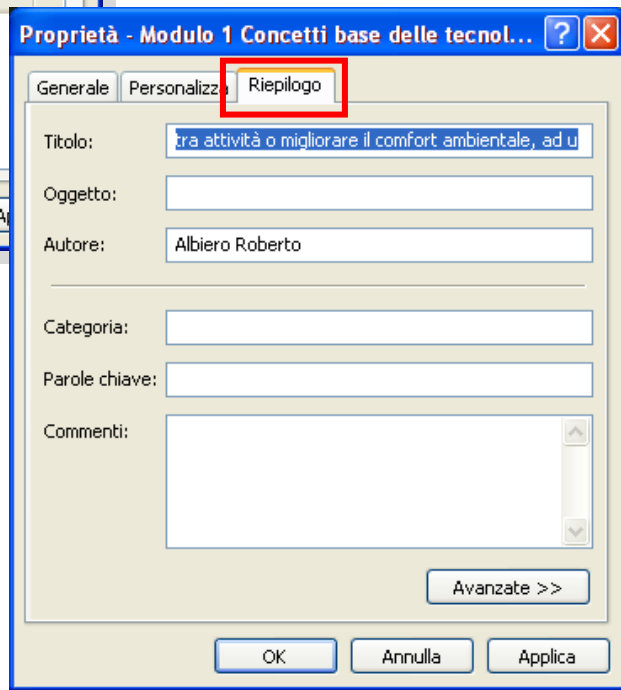 Proprietà - Modulo 1 Concetti base delle tecnol... ?
Generale Personalizza Riepilogo
Titolo: tra attività o migliorare il comfort ambientale, ad u
Oggetto:
Autore: Albiero Roberto
Categoria:
Parole chiave:
Commenti:
Avanzate >>
OK Annulla Applica